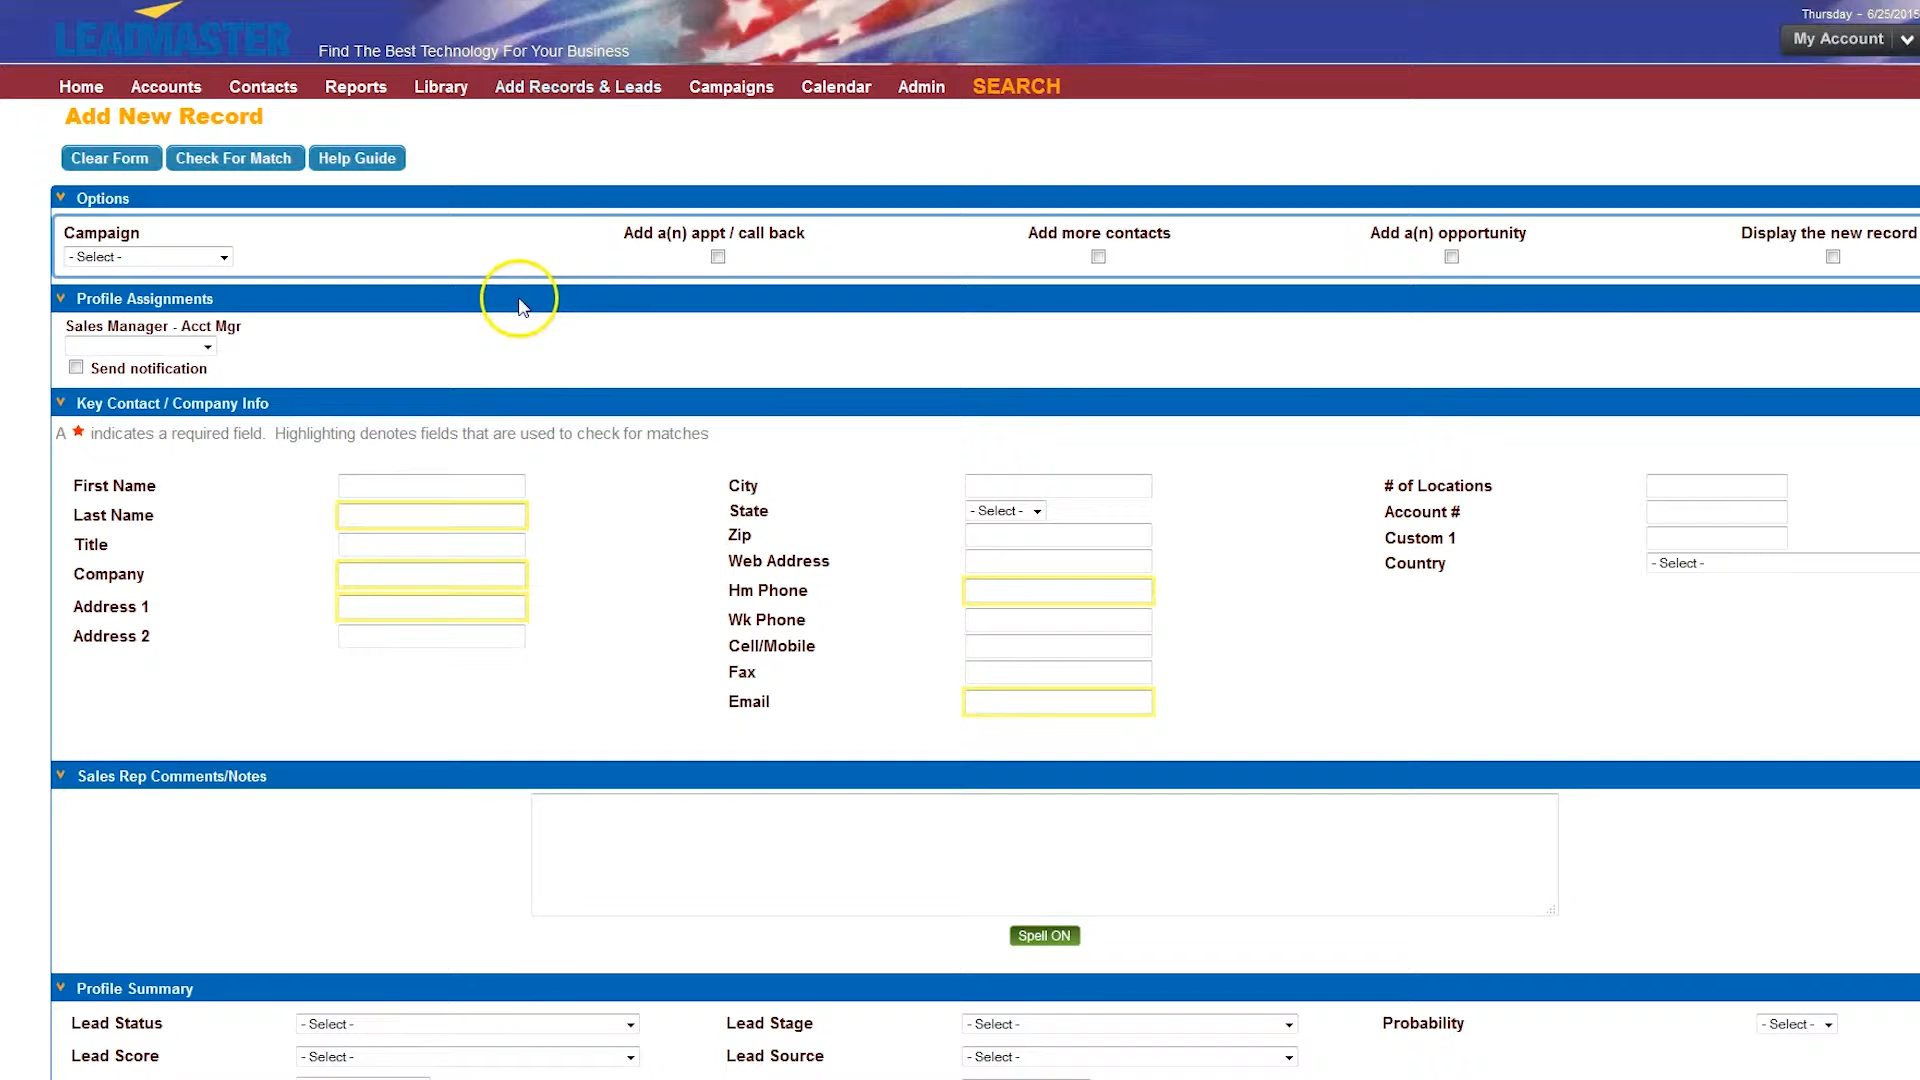 Thursday - 6/25/2015
LEADMASTER
Find The Best Technology For Your Business
My Account
Home Accounts Contacts Reports Library Add Records & Leads Campaigns Calendar Admin SEARCH
Add New Record
Clear Form Check For Match Help Guide
Options
Campaign Add a(n) appt / call back Add more contacts Add a(n) opportunity Display the new record
- Select -
Profile Assignments
Sales Manager - Acct Mgr
Send notification
Key Contact / Company Info
A ★ indicates a required field. Highlighting denotes fields that are used to check for matches
First Name City # of Locations
Last Name State - Select - Account #
Title Zip Custom 1
Company Web Address Country - Select -
Address 1 Hm Phone
Address 2 Wk Phone
Cell/Mobile
Fax
Email
Sales Rep Comments/Notes
Spell ON
Profile Summary
Lead Status - Select - Lead Stage - Select - Probability - Select -
Lead Score - Select - Lead Source - Select -